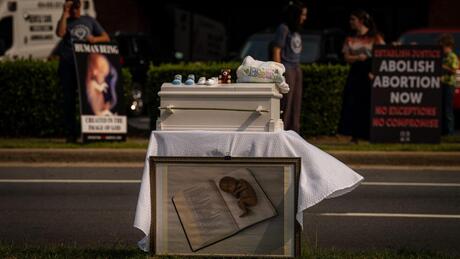 HUMAN BEING
CREATED IN THE
IMAGE OF GOD
ESTABLISH JUSTICE
ABOLISH
ABORTION
NOW
NO EXCEPTIONS
NO COMPROMISE